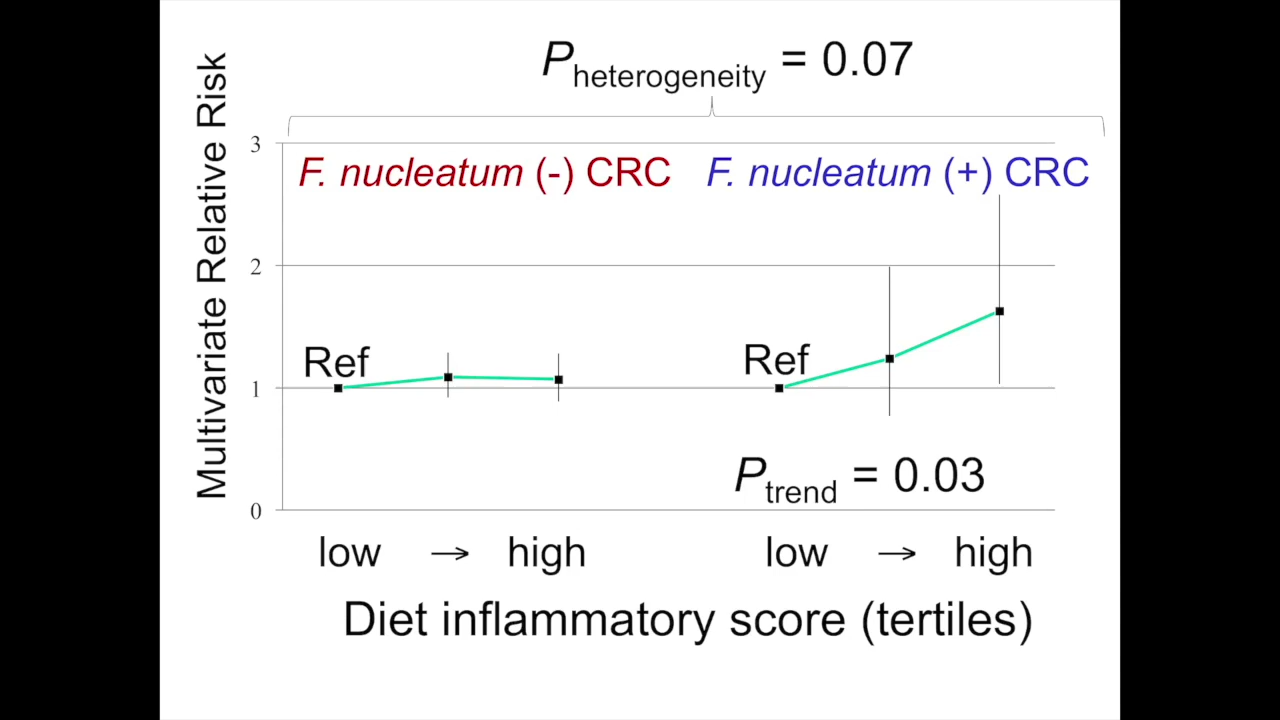 Pheterogeneity = 0.07
Multivariate Relative Risk
3
F. nucleatum (-) CRC F. nucleatum (+) CRC
2
Ref Ref
1
Ptrend = 0.03
0
low → high low → high
Diet inflammatory score (tertiles)